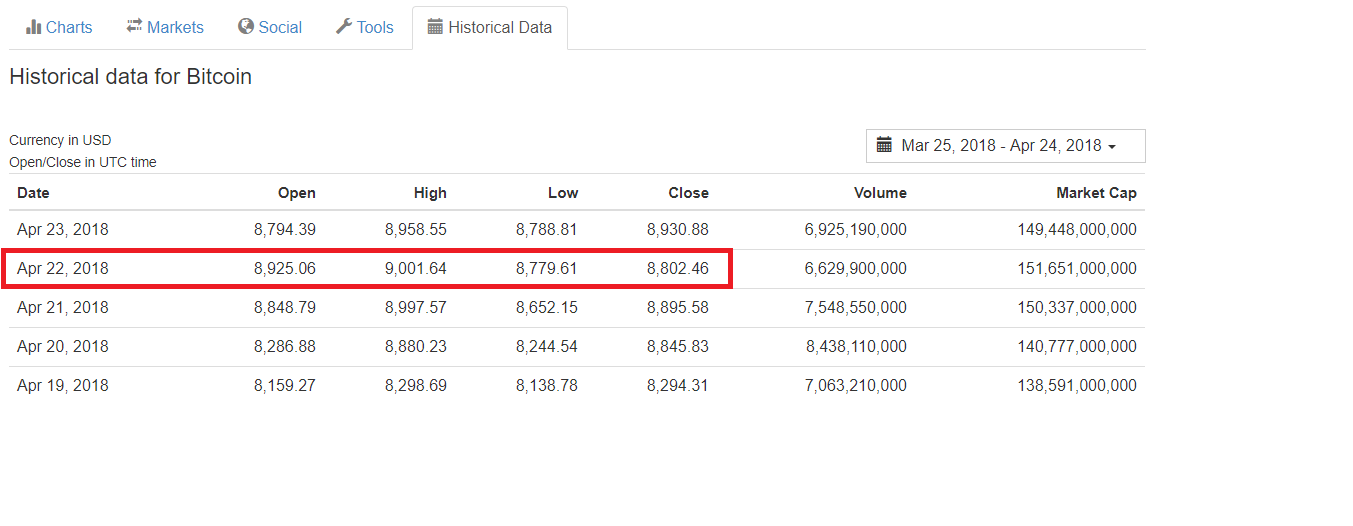 Charts Markets Social Tools Historical Data
Historical data for Bitcoin
Currency in USD
Open/Close in UTC time
Mar 25, 2018 - Apr 24, 2018
Date Open High Low Close Volume Market Cap
Apr 23, 2018 8,794.39 8,958.55 8,788.81 8,930.88 6,925,190,000 149,448,000,000
Apr 22, 2018 8,925.06 9,001.64 8,779.61 8,802.46 6,629,900,000 151,651,000,000
Apr 21, 2018 8,848.79 8,997.57 8,652.15 8,895.58 7,548,550,000 150,337,000,000
Apr 20, 2018 8,286.88 8,880.23 8,244.54 8,845.83 8,438,110,000 140,777,000,000
Apr 19, 2018 8,159.27 8,298.69 8,138.78 8,294.31 7,063,210,000 138,591,000,000